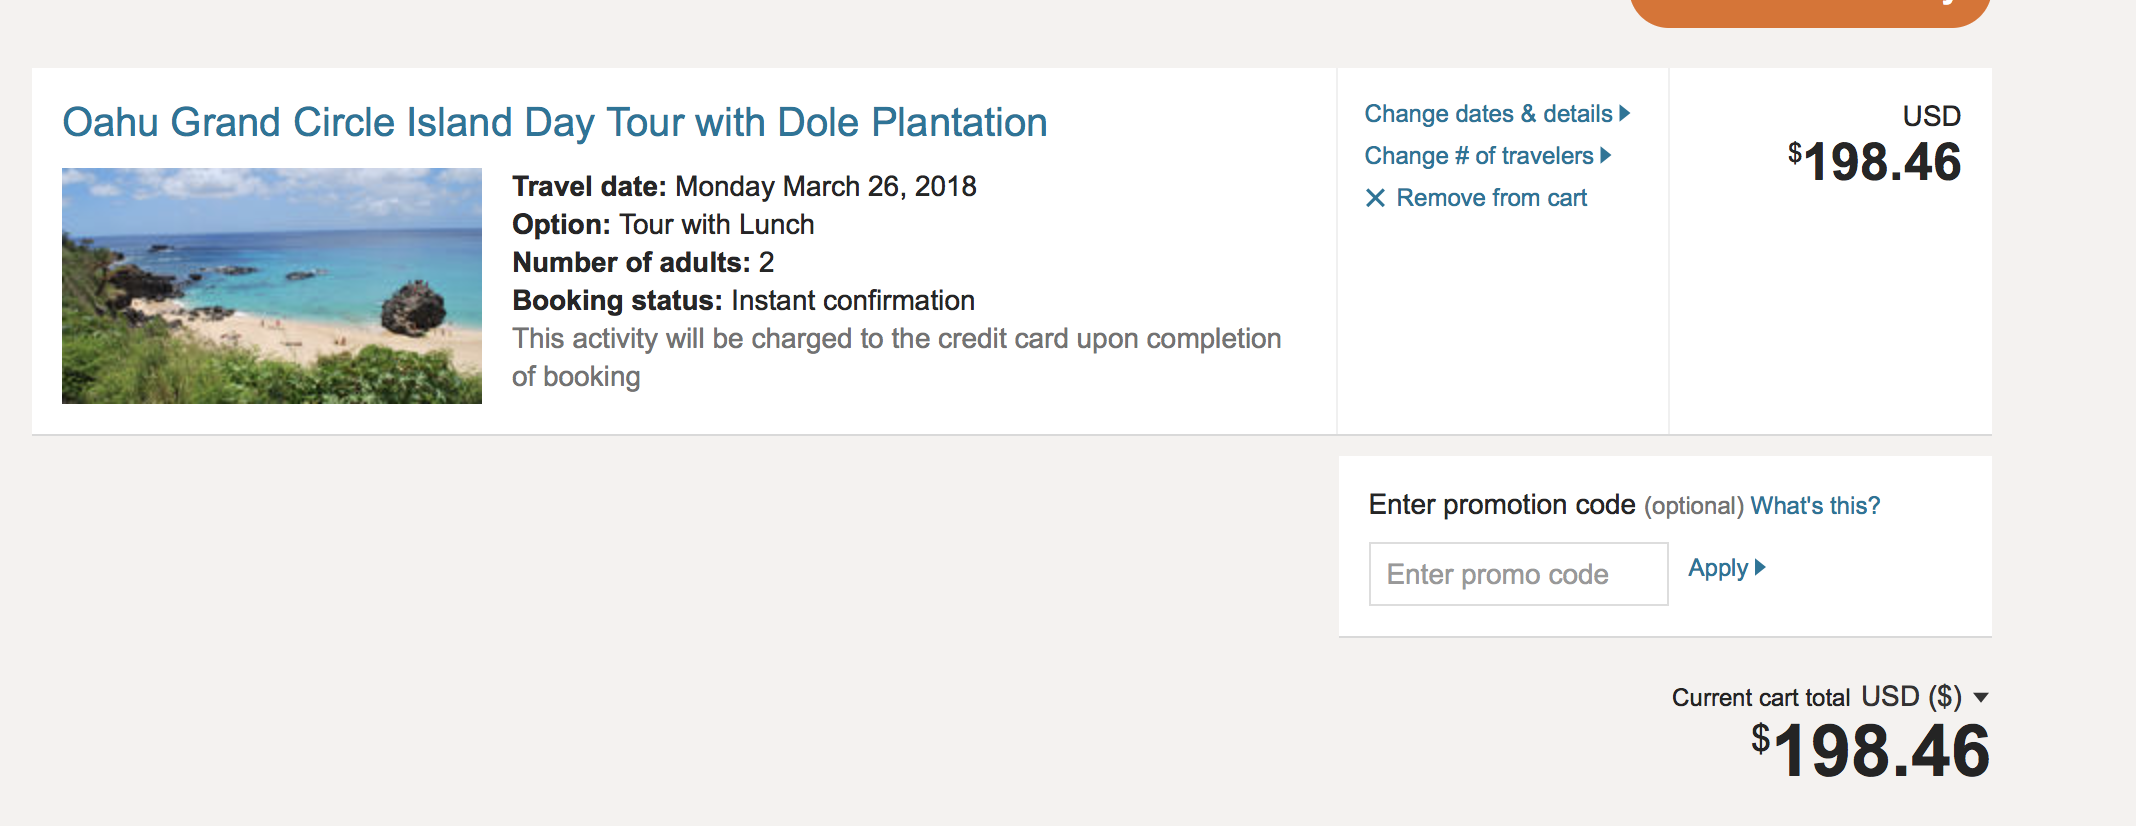 Oahu Grand Circle Island Day Tour with Dole Plantation
Travel date: Monday March 26, 2018
Option: Tour with Lunch
Number of adults: 2
Booking status: Instant confirmation
This activity will be charged to the credit card upon completion
of booking
Change dates & details
Change # of travelers
Remove from cart
USD
$198.46
Enter promotion code (optional) What's this?
Enter promo code
Apply
Current cart total USD ($)
$198.46